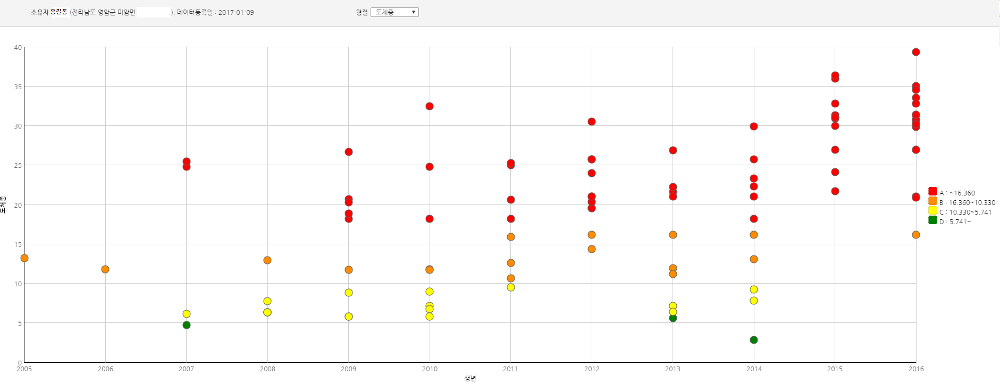 소유자 홍길동 (전라남도 영암군 미암면 ), 데이터등록일 : 2017-01-09
형질 도체중
40
35
30
25
20
15
10
5
0
도체중
2005 2006 2007 2008 2009 2010 2011 2012 2013 2014 2015 2016
생년
A : ~16.360
B : 16.360~10.330
C : 10.330~5.741
D : 5.741~